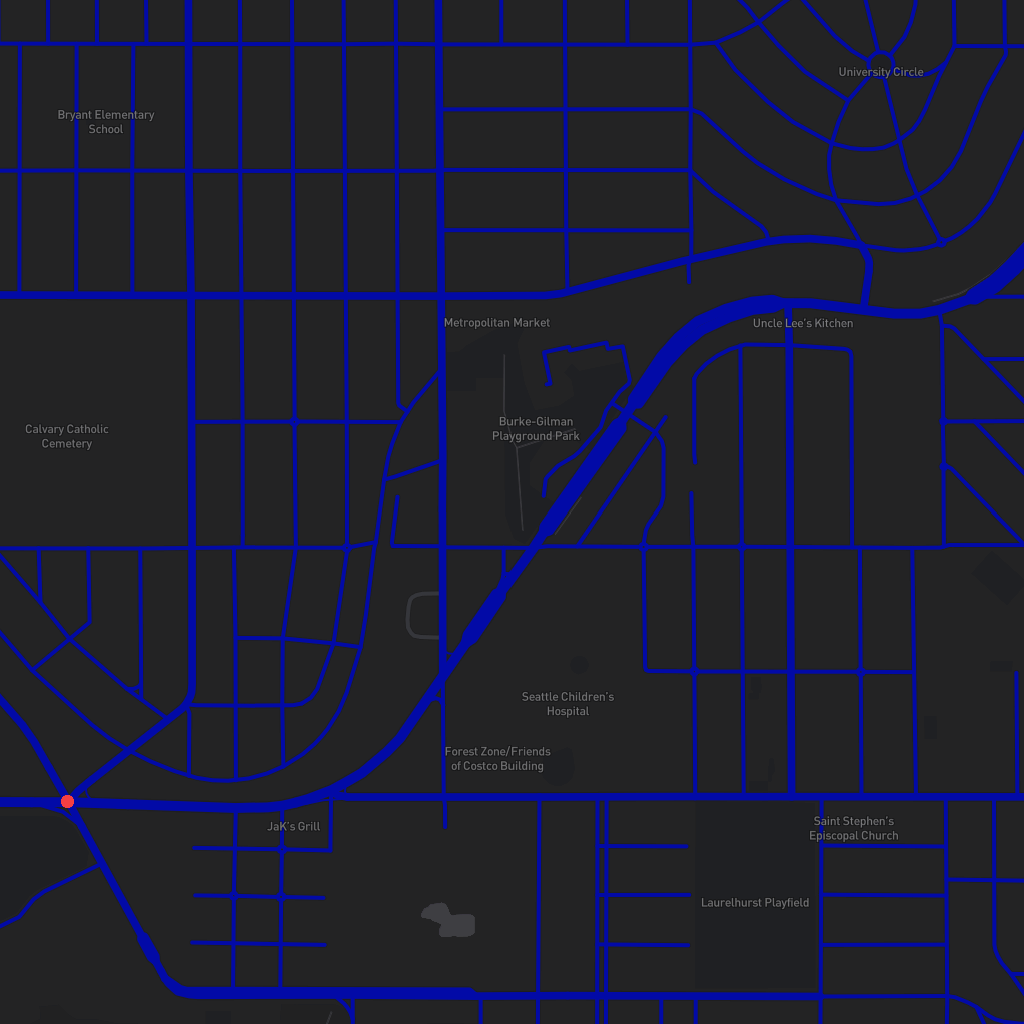 University Circle
Bryant Elementary
School
Metropolitan Market
Uncle Lee's Kitchen
Calvary Catholic
Cemetery
Burke-Gilman
Playground Park
Seattle Children's
Hospital
Forest Zone/Friends
of Costco Building
JaK's Grill
Saint Stephen's
Episcopal Church
Laurelhurst Playfield